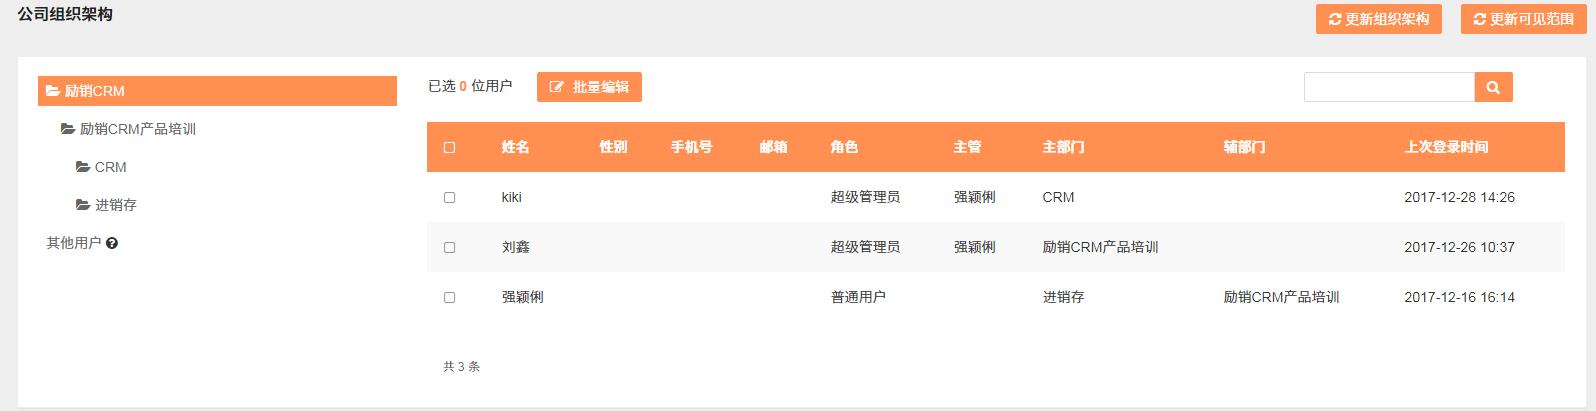 公司组织架构
更新组织架构 更新可见范围
励销CRM
励销CRM产品培训
CRM
进销存
其他用户
已选 0 位用户 批量编辑
姓名 性别 手机号 邮箱 角色 主管 主部门 辅部门 上次登录时间
kiki 超级管理员 强颖俐 CRM 2017-12-28 14:26
刘鑫 超级管理员 强颖俐 励销CRM产品培训 2017-12-26 10:37
强颖俐 普通用户 进销存 励销CRM产品培训 2017-12-16 16:14
共 3 条